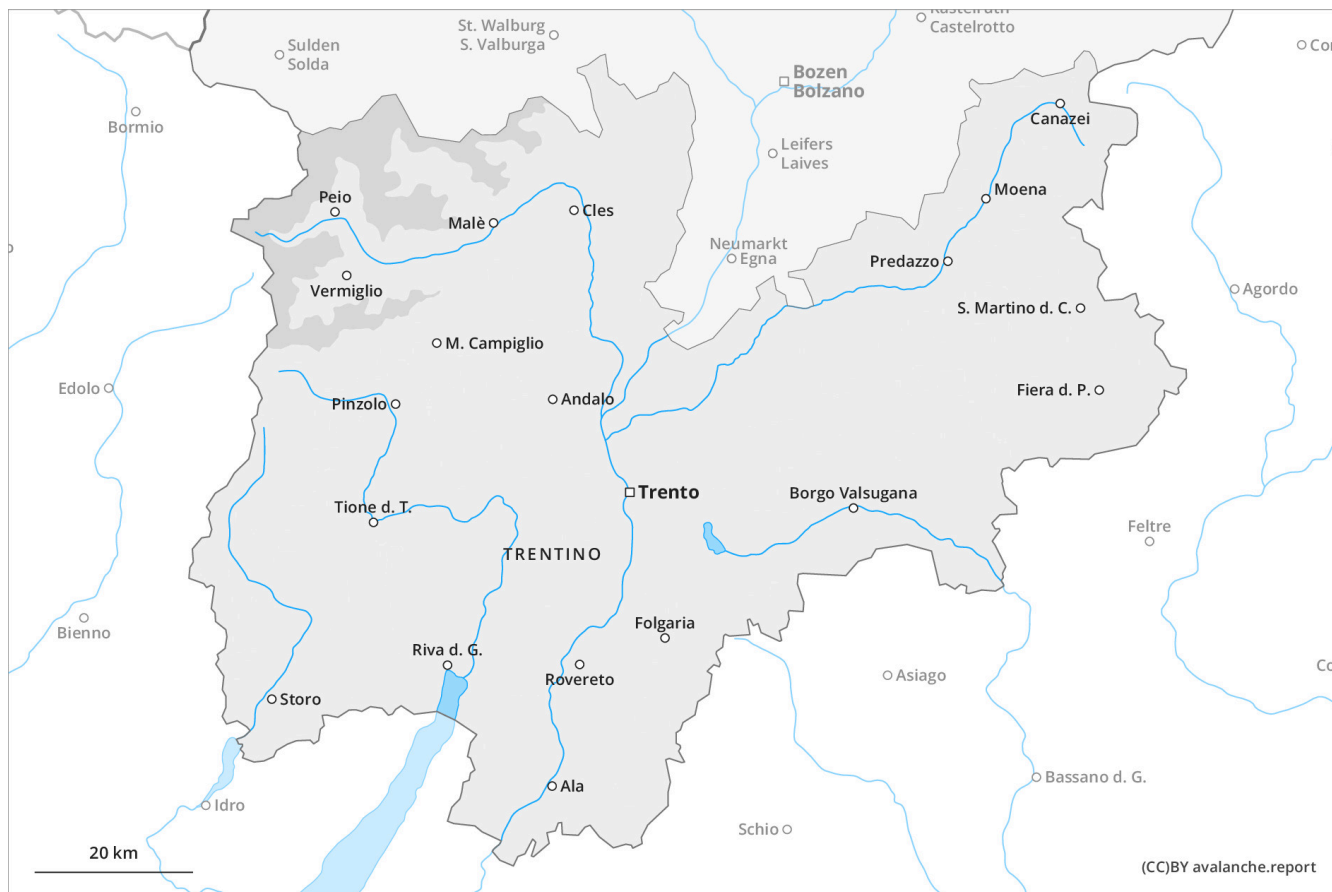 St. Walburg
S. Valburga
Kastelruth
Castelrotto
Sulden
Solda
Bozen
Bolzano
Bormio
Canazei
Leifers
Laives
Peio
Moena
Malè
Cles
Neumarkt
Egna
Predazzo
Vermiglio
Agordo
S. Martino d. C.
M. Campiglio
Edolo
Fiera d. P.
Pinzolo
Andalo
Trento
Borgo Valsugana
Tione d. T.
Feltre
TRENTINO
Bienno
Folgaria
Riva d. G.
Rovereto
Asiago
Storo
Ala
Bassano d. G.
Idro
Schio
20 km
(CC)BY avalanche.report